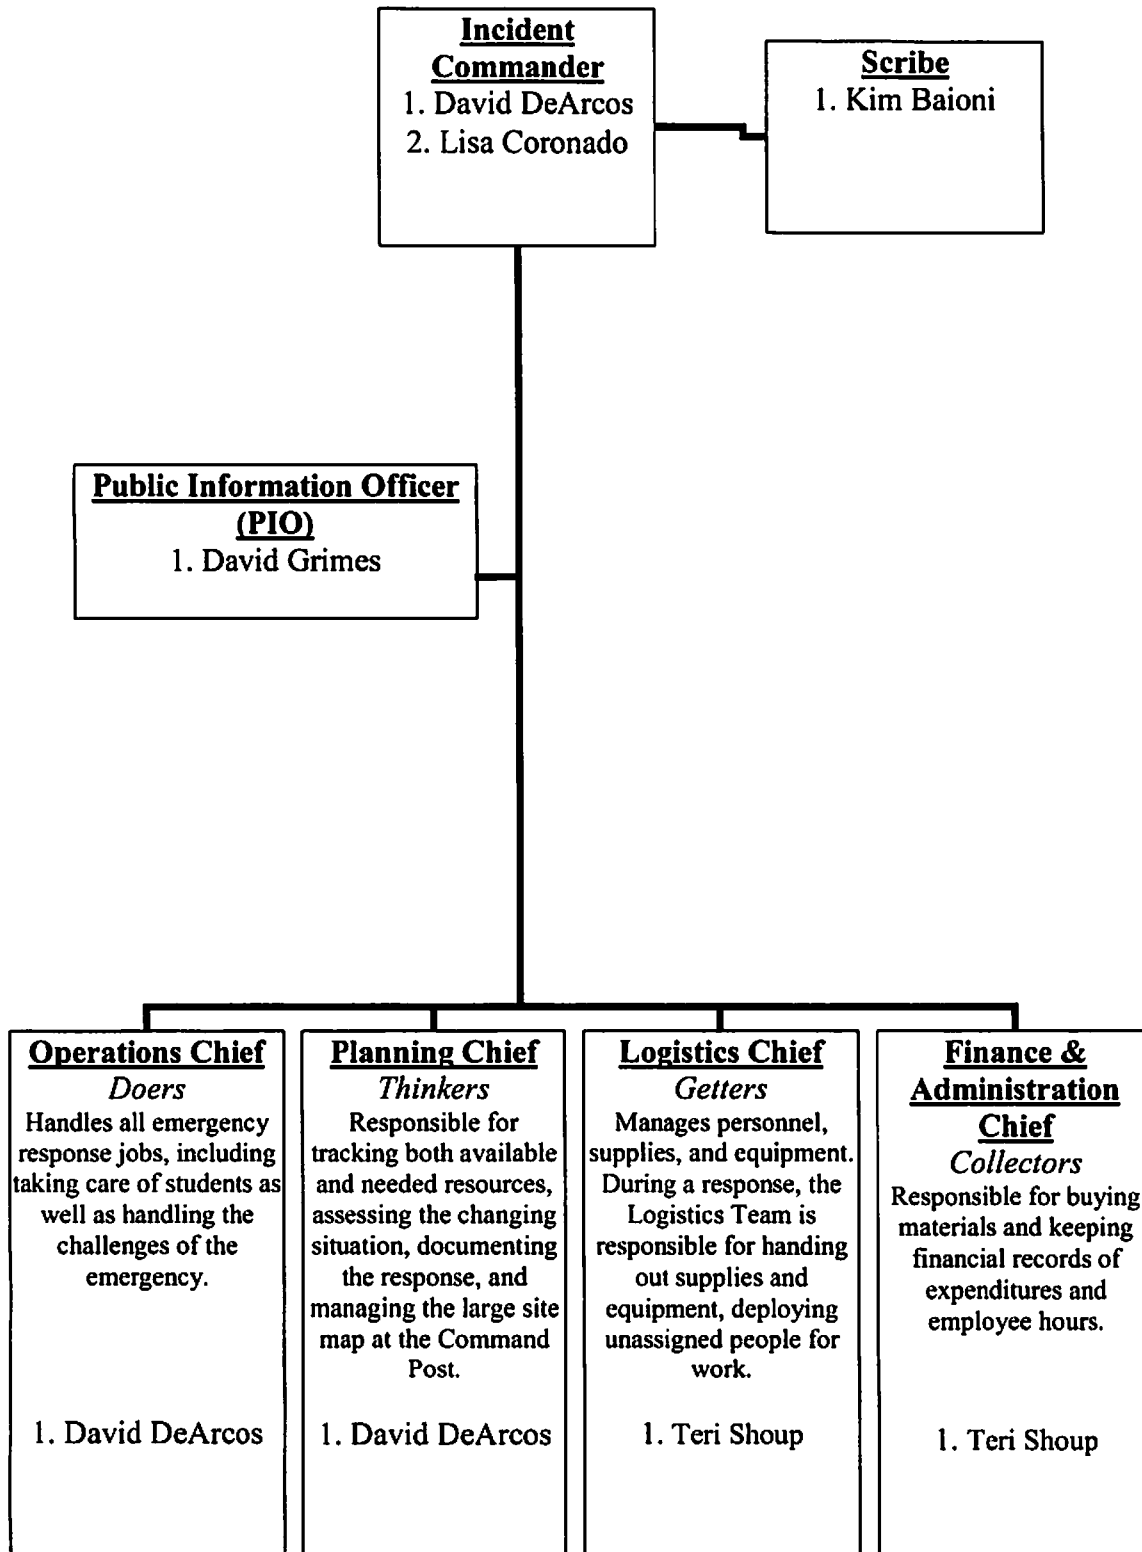 Incident
Commander
1. David DeArcos
2. Lisa Coronado
Scribe
1. Kim Baioni
Public Information Officer
(PIO)
1. David Grimes
Operations Chief
Doers
Handles all emergency
response jobs, including
taking care of students as
well as handling the
challenges of the
emergency.
1. David DeArcos
Planning Chief
Thinkers
Responsible for
tracking both available
and needed resources,
assessing the changing
situation, documenting
the response, and
managing the large site
map at the Command
Post.
1. David DeArcos
Logistics Chief
Getters
Manages personnel,
supplies, and equipment.
During a response, the
Logistics Team is
responsible for handing
out supplies and
equipment, deploying
unassigned people for
work.
1. Teri Shoup
Finance &
Administration
Chief
Collectors
Responsible for buying
materials and keeping
financial records of
expenditures and
employee hours.
1. Teri Shoup